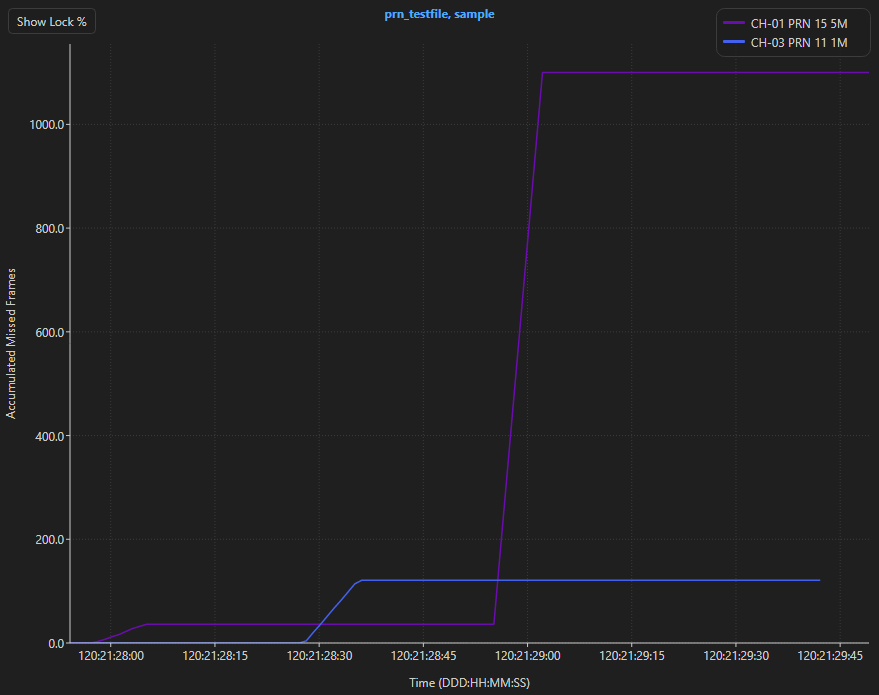 Show Lock %
prn_testfile, sample
CH-01 PRN 15 5M
CH-03 PRN 11 1M
1000.0
800.0
600.0
400.0
200.0
0.0
Accumulated Missed Frames
120:21:28:00 120:21:28:15 120:21:28:30 120:21:28:45 120:21:29:00 120:21:29:15 120:21:29:30 120:21:29:45
Time (DDD:HH:MM:SS)